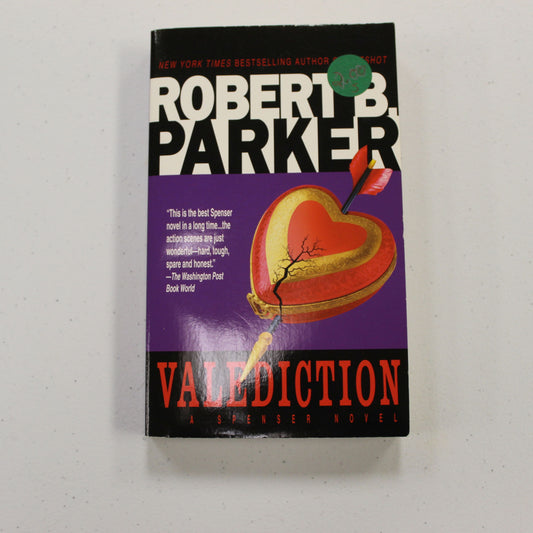 NEW YORK TIMES BESTSELLING AUTHOR SHOT
ROBERT B.
PARKER
"This is the best Spenser
novel in a long time...the
action scenes are just
wonderful—hard, tough,
spare and honest."
—The Washington Post
Book World
VALEDICTION
A SPENSER NOVEL